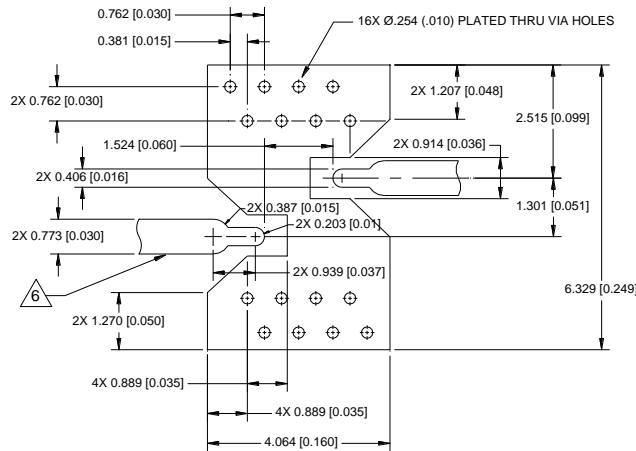 0.762 [0.030]
16X Ø.254 (.010) PLATED THRU VIA HOLES
0.381 [0.015]
2X 0.762 [0.030]
2X 1.207 [0.048]
2.515 [0.099]
1.524 [0.060]
2X 0.914 [0.036]
2X 0.406 [0.016]
1.301 [0.051]
2X 0.387 [0.015]
2X 0.203 [0.01]
2X 0.773 [0.030]
2X 0.939 [0.037]
6
6.329 [0.249]
2X 1.270 [0.050]
4X 0.889 [0.035]
4X 0.889 [0.035]
4.064 [0.160]